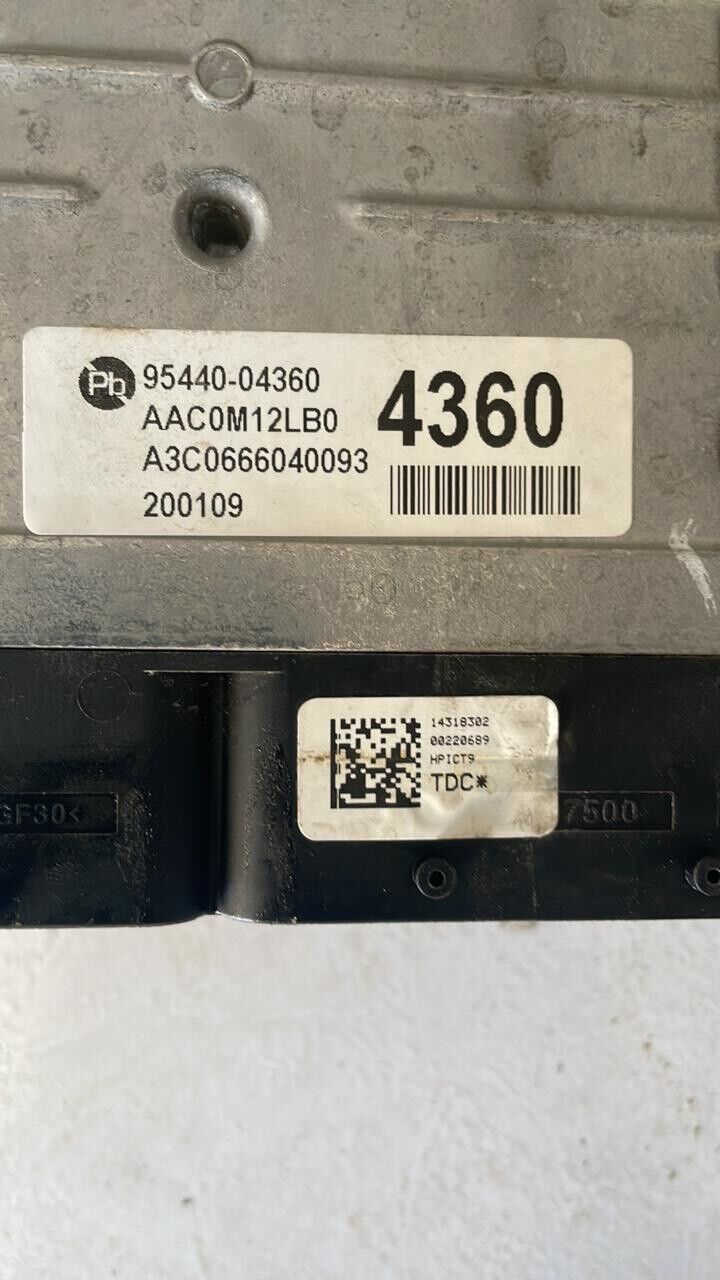 Pb
95440-04360
AAC0M12LB0
A3C0666040093
200109
4360
14318302
00220689
HPICT9
TDC*
GF30<
7500